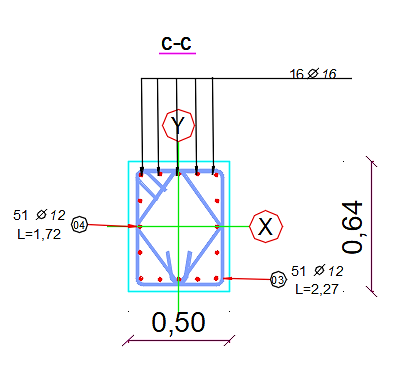 c-c
16 Ø 16
Y
51 Ø 12
04
L=1,72
X
0,64
51 Ø 12
03
L=2,27
0,50